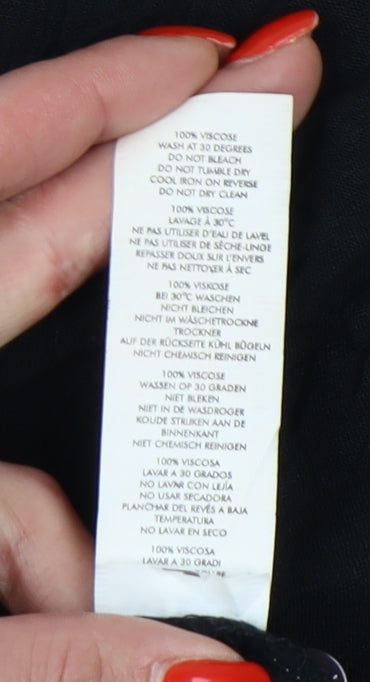 100% VISCOSE
WASH AT 30 DEGREES
DO NOT BLEACH
DO NOT TUMBLE DRY
COOL IRON ON REVERSE
DO NOT DRY CLEAN
100% VISCOSE
LAVAGE À 30°C
NE PAS UTILISER D'EAU DE LAVEL
NE PAS UTILISER DE SÈCHE-LINGE
REPASSER DOUX SUR L'ENVERS
NE PAS NETTOYER À SEC
100% VISKOSE
BEI 30°C WASCHEN
NICHT BLEICHEN
NICHT IM WÄSCHETROCKNE
TROCKNER
AUF DER RÜCKSEITE KÜHL BÜGELN
NICHT CHEMISCH REINIGEN
100% VISCOSE
WASSEN OP 30 GRADEN
NIET BLEKEN
NIET IN DE WASDROGER
KOUDE STRIJKEN AAN DE
BINNENKANT
NIET CHEMISCH REINIGEN
100% VISCOSA
LAVAR A 30 GRADOS
NO LAVAR CON LEJÍA
NO USAR SECADORA
PLANCHAR DEL REVÉS A BAJA
TEMPERATURA
NO LAVAR EN SECO
100% VISCOSA
LAVAR A 30 GRADI